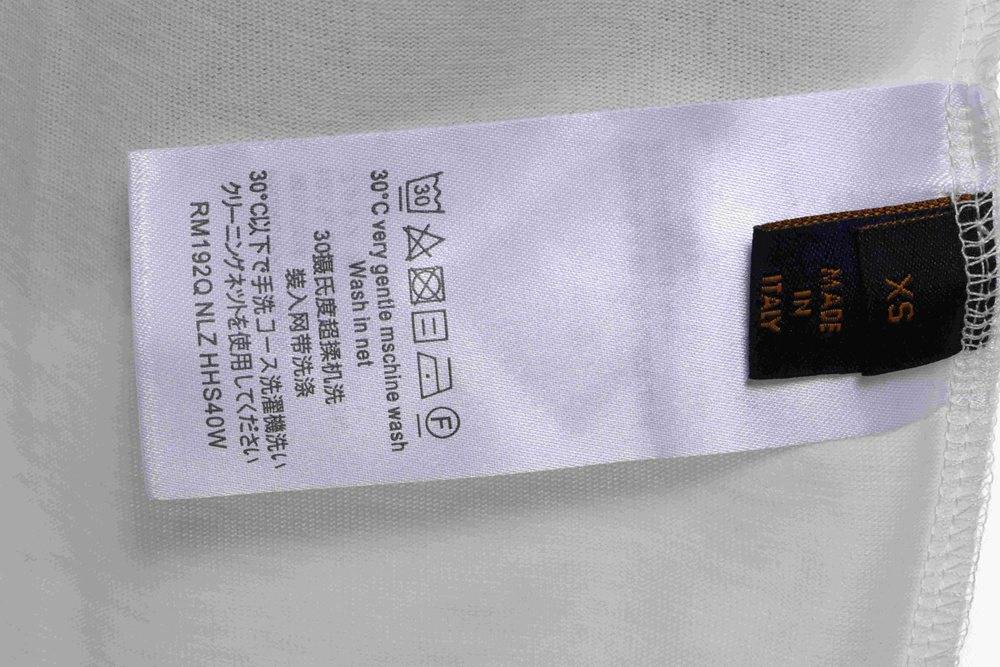 30
F
30°C very gentle mschine wash
Wash in net
30摄氏度超揉机洗
装入网带洗涤
30°C以下で手洗コース洗濯機洗い
クリーニングネットを使用してください
RM192Q NLZ HHS40W
XS
MADE
IN
ITALY